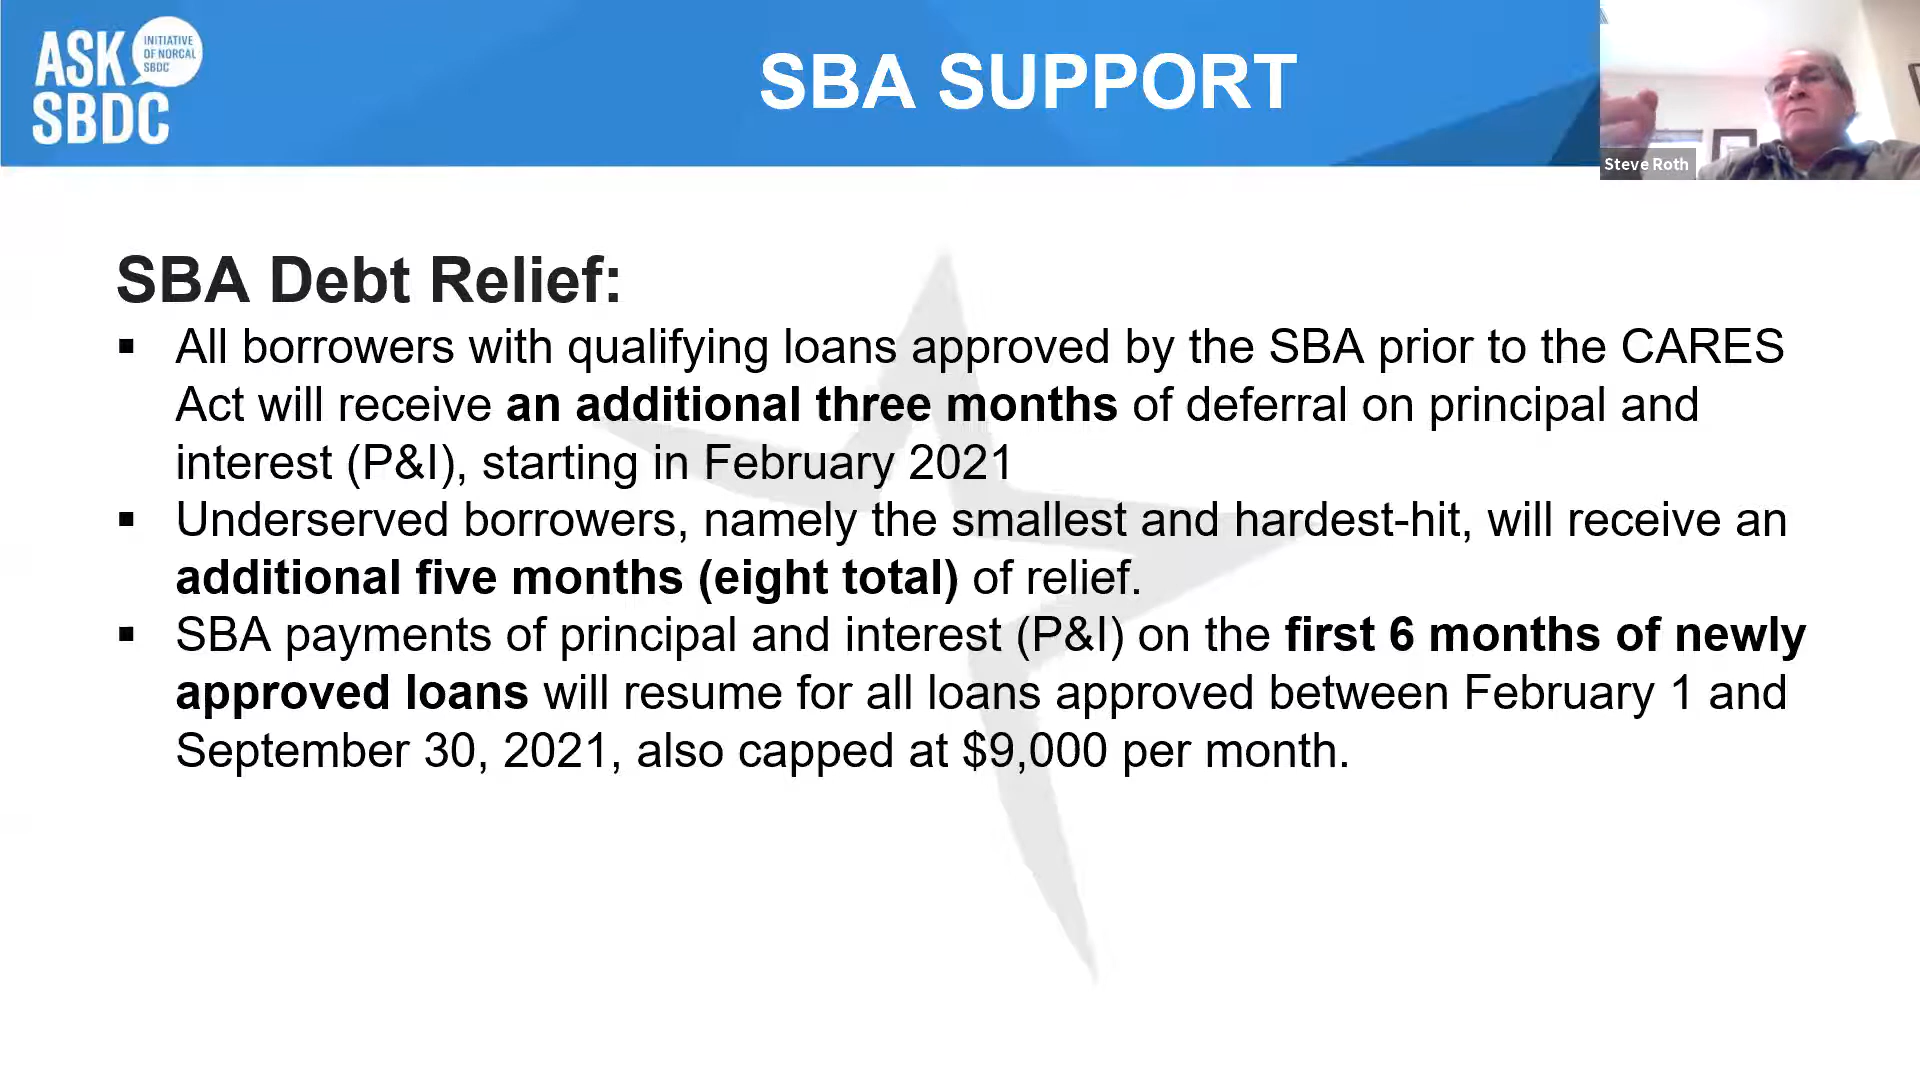 ASK
SBDC
INITIATIVE
OF NORCAL
SBDC
SBA SUPPORT
Steve Roth
SBA Debt Relief:
▪ All borrowers with qualifying loans approved by the SBA prior to the CARES
Act will receive an additional three months of deferral on principal and
interest (P&I), starting in February 2021
▪ Underserved borrowers, namely the smallest and hardest-hit, will receive an
additional five months (eight total) of relief.
▪ SBA payments of principal and interest (P&I) on the first 6 months of newly
approved loans will resume for all loans approved between February 1 and
September 30, 2021, also capped at $9,000 per month.